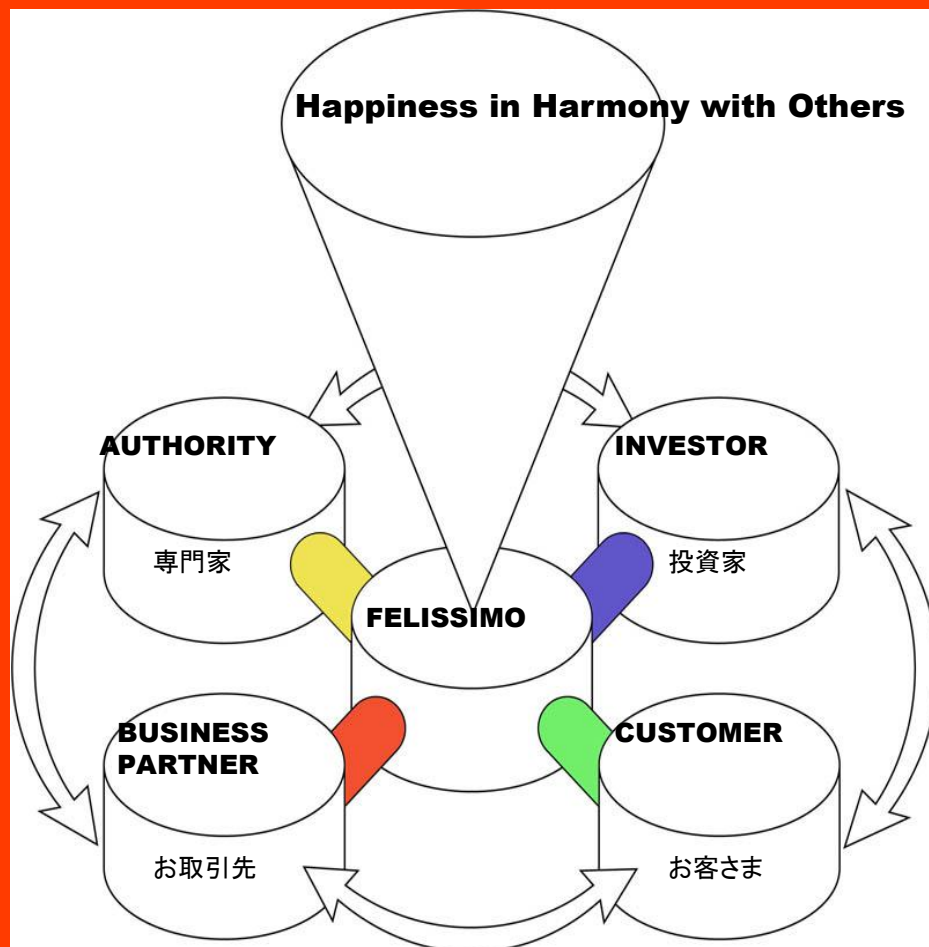 Happiness in Harmony with Others
AUTHORITY
INVESTOR
専門家
投資家
FELISSIMO
BUSINESS
PARTNER
CUSTOMER
お取引先
お客さま